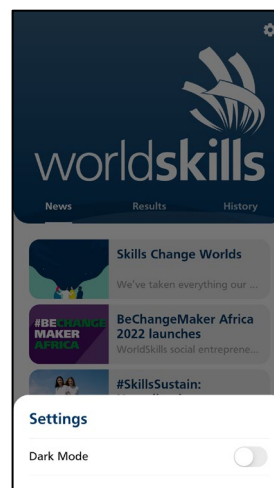 worldskills
News Results History
Skills Change Worlds
We've taken everything our ...
#BECHANGE
MAKER
AFRICA
BeChangeMaker Africa
2022 launches
WorldSkills social entreprene...
#SkillsSustain:
Settings
Dark Mode